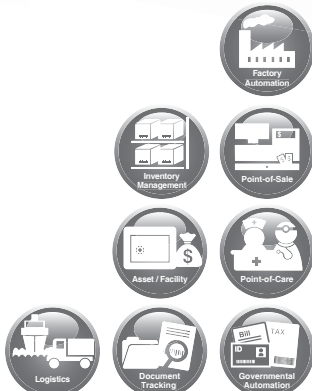 Factory
Automation
Inventory
Management
Point-of-Sale
$
Asset / Facility
$
Point-of-Care
Logistics
Document
Tracking
Bill
TAX
ID
Governmental
Automation